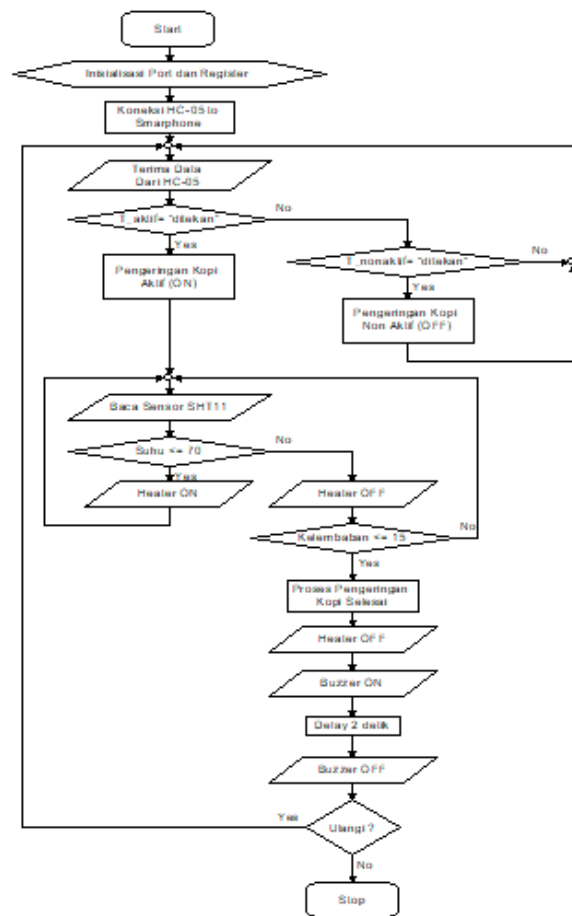 Start
Inisialisasi Port dan Register
Koneksi HC-05 to
Smarphone
Terima Data
Dari HC-05
T_aktif= "ditekan"
No
Yes
T_nonaktif= "ditekan"
No
Yes
Pengeringan Kopi
Aktif (ON)
Pengeringan Kopi
Non Aktif (OFF)
Baca Sensor SHT11
Suhu <= 70
No
Yes
Heater ON
Heater OFF
Kelembaban <= 15
No
Yes
Proses Pengeringan
Kopi Selesai
Heater OFF
Buzzer ON
Delay 2 detik
Buzzer OFF
Yes
Ulangi ?
No
Stop